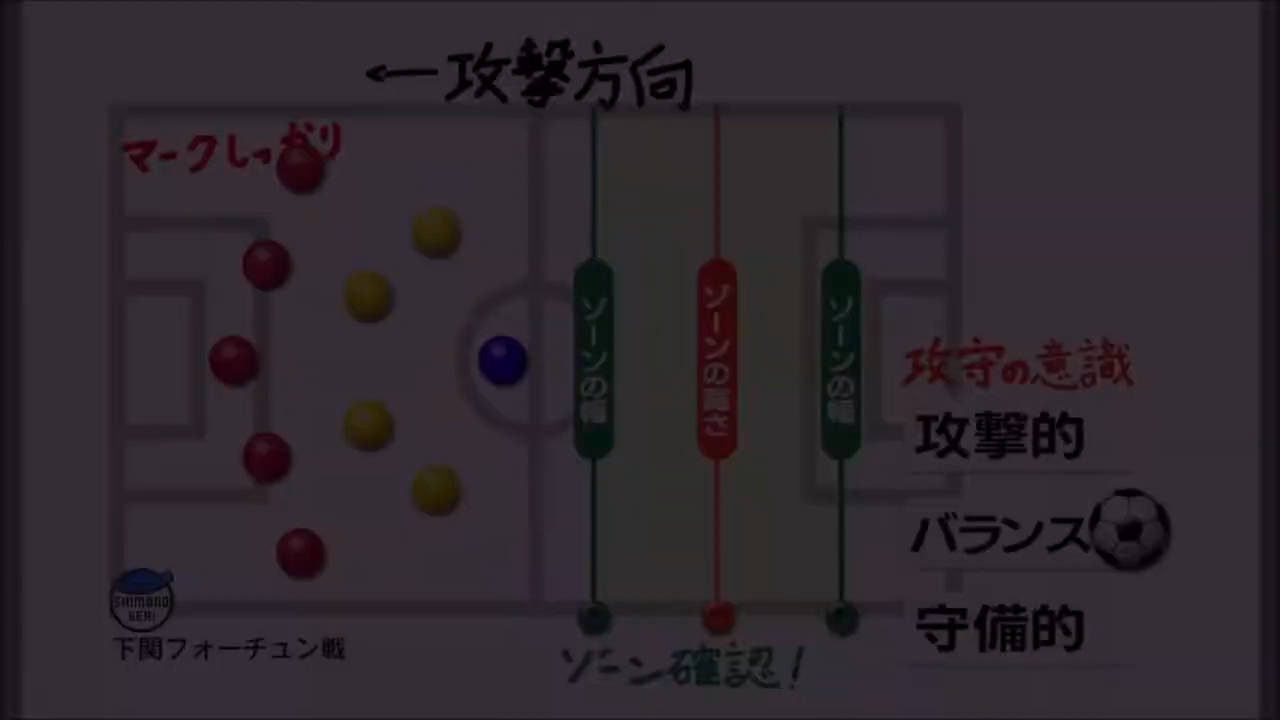 ←攻撃方向
マークしっかり
ゾーンの幅
ゾーンの高さ
ゾーンの幅
攻守の意識
攻撃的
バランス
守備的
SHIMONO
SEKI
下関フォーチュン戦
ゾーン確認!